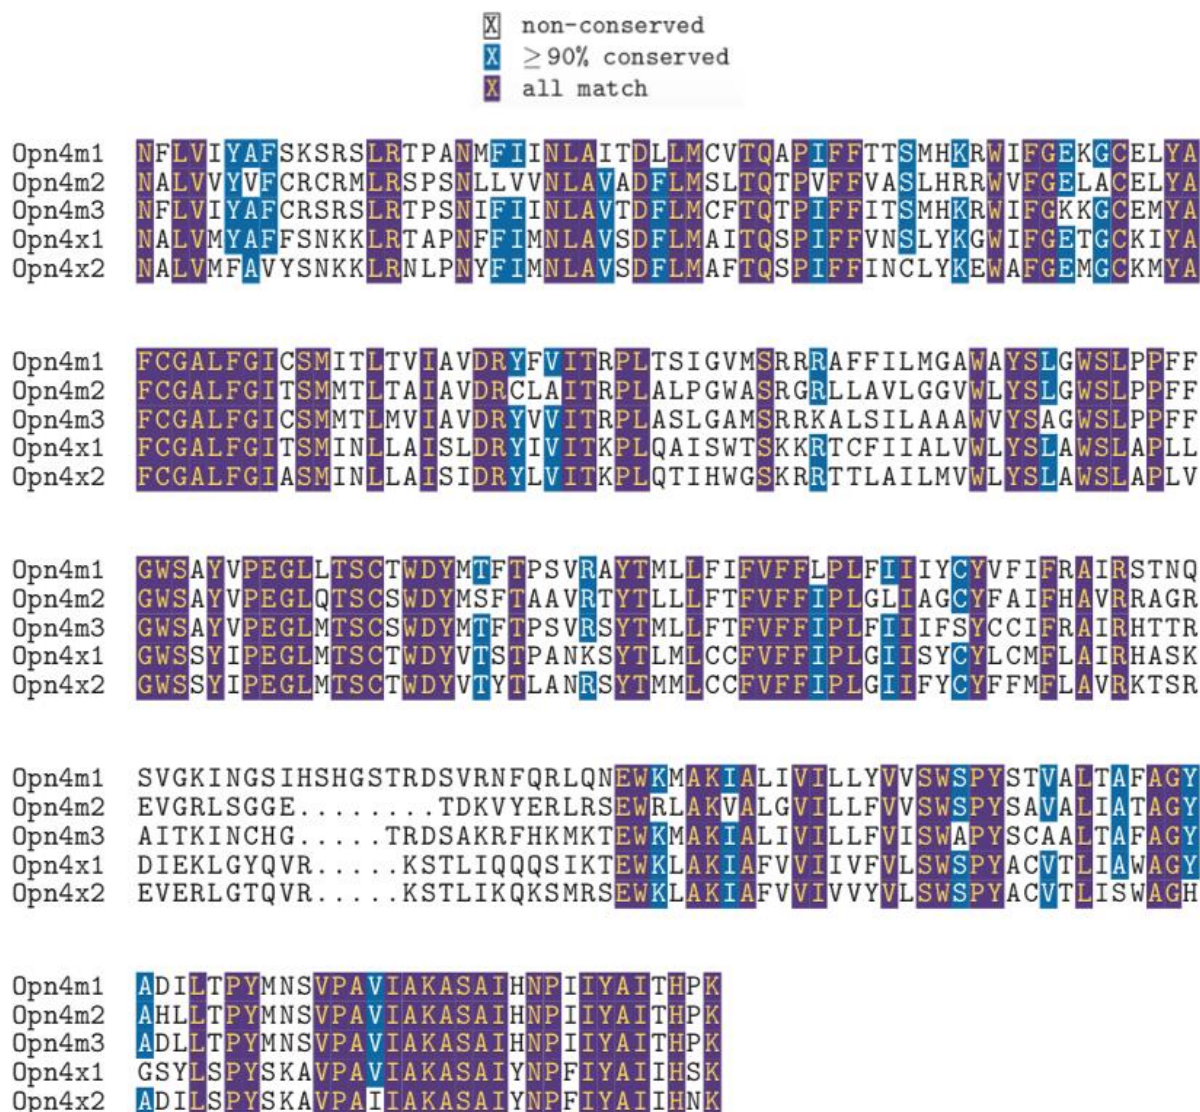 X non-conserved
X ≥90% conserved
X all match
Opn4m1 NFLVIYAFSKSRSLRTPANMFIINLAITDLLMCVTQAPIFFTTSMHKRWIFGEKGCELYA
Opn4m2 NALVVYVFCRCRMLRSPSNLLVVNLAVADFLMSLTQTPVFFVASLHRRWVFGELACELYA
Opn4m3 NFLVIYAFCRSRSLRTPSNIFIINLAVTDFLMCFTQTPIFFITSMHKRWIFGKKGCEMYA
Opn4x1 NALVMYAFFSNKKLRTAPNFFIMNLAVSDFLMAITQSPIFFVNSLYKGWIFGETGCKIYA
Opn4x2 NALVMFAVYSNKKLRNLPNYFIMNLAVSDFLMAFTQSPIFFINCLYKEWAFGEMGCKMYA
Opn4m1 FCGALFGICSMITLTVIAVDRYFVITRPLTSIGVMSRRRAFFILMGAWAYSLGWSLPPFF
Opn4m2 FCGALFGITSMMTLTAIAVDRCLAITRPLALPGWASRGRLLAVLGGVWLYSLGWSLPPFF
Opn4m3 FCGALFGICSMMTLMVIAVDRYVVITRPLASLGAMSRRKALSILAAAWVYSAGWSLPPFF
Opn4x1 FCGALFGITSMINLLAISLDRYIVITKPLQAISWTSKKRTCFIIALVWLYSLAWSLAPLL
Opn4x2 FCGALFGIASMINLLAISIDRYLVITKPLQTIHWGSKRRTTLAILMVWLYSLAWSLAPLV
Opn4m1 GWSAYVPEGLLTSCTWDYMTFTPSVRAYTMLLFIFVFFLPLFIIIYCYVFIFRAIRSTNQ
Opn4m2 GWSAYVPEGLQTSCSWDYMSFTAAVRTYTLLLFTFVFFIPLGLIAGCYFAIFHAVRRAGR
Opn4m3 GWSAYVPEGLMTSCSWDYMTFTPSVRSYTMLLFTFVFFIPLFIIIFSYCCIFRAIRHTTR
Opn4x1 GWSSYIPEGLMTSCTWDYVTSTPANKSYTLMLCCFVFFIPLGIISYCYLCMFLAIRHASK
Opn4x2 GWSSYIPEGLMTSCTWDYVTYTLANRSYTMMLCCFVFFIPLGIIFYCYFFMFLAVRKTSR
Opn4m1 SVGKINGSIHSHGSTRDSVRNFQRLQNEWKMAKIALIVILLYVVSWSPYSTVALTAFAGY
Opn4m2 EVGRLSGGE........TDKVYERLRSEWRLAKVALGVILLFVVSWSPYSAVALIATAGY
Opn4m3 AITKINCHG.....TRDSAKRFHKMKTEWKMAKIALIVILLFVISWAPYSCAALTAFAGY
Opn4x1 DIEKLGYQVR.....KSTLIQQQSIKTEWKLAKIAFVVIIVFVLSWSPYACVTLIAWAGY
Opn4x2 EVERLGTQVR.....KSTLIKQKSMRSEWKLAKIAFVVIVVYVLSWSPYACVTLISWAGH
Opn4m1 ADILTPYMNSVPAVIAKASAIHNPIIYAITHPK
Opn4m2 AHLLTPYMNSVPAVIAKASAIHNPIIYAITHPK
Opn4m3 ADLLTPYMNSVPAVIAKASAIHNPIIYAITHPK
Opn4x1 GSYLSPYSKAVPAVIAKASAIYNPFIYAIIHSK
Opn4x2 ADILSPYSKAVPAIIAKASAIYNPFIYAIIHNK